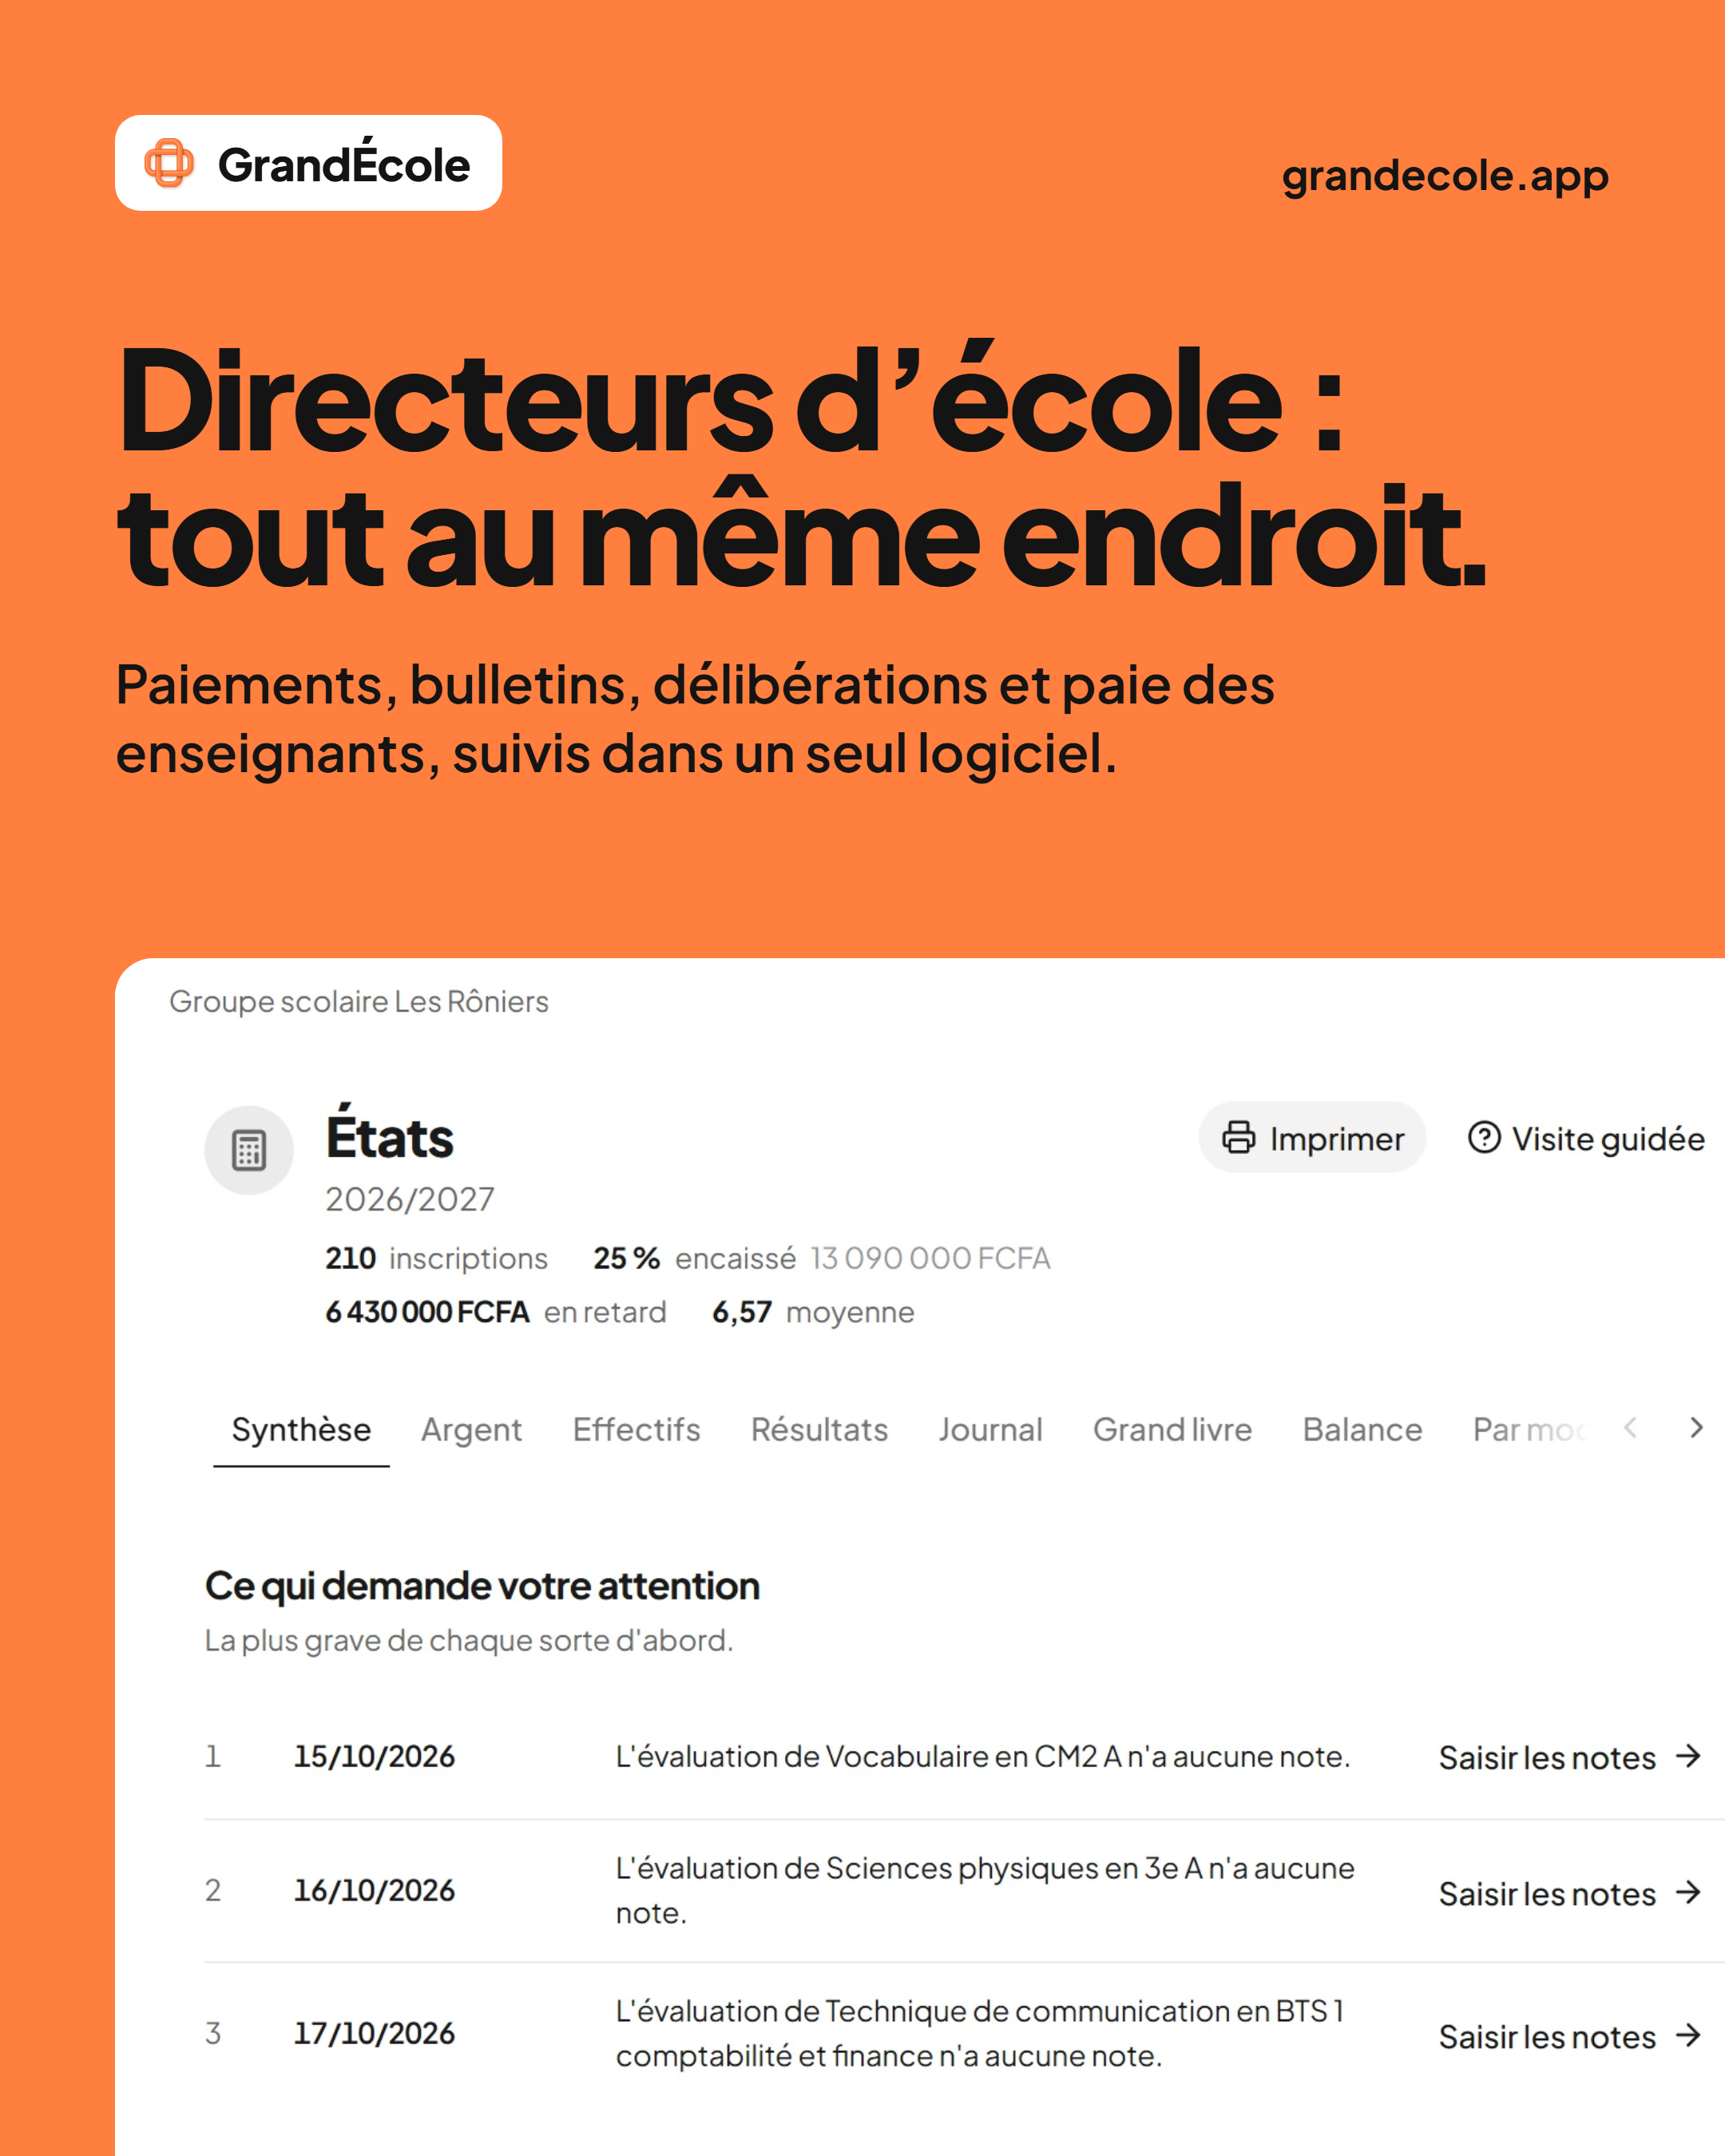 GrandÉcole
grandecole.app
Directeurs d’école :
tout au même endroit.
Paiements, bulletins, délibérations et paie des
enseignants, suivis dans un seul logiciel.
Groupe scolaire Les Rôniers
États
Imprimer
Visite guidée
2026/2027
210 inscriptions 25 % encaissé 13 090 000 FCFA
6 430 000 FCFA en retard 6,57 moyenne
Synthèse Argent Effectifs Résultats Journal Grand livre Balance Par
Ce qui demande votre attention
La plus grave de chaque sorte d'abord.
1 15/10/2026 L'évaluation de Vocabulaire en CM2 A n'a aucune note. Saisir les notes
2 16/10/2026 L'évaluation de Sciences physiques en 3e A n'a aucune
note.
Saisir les notes
3 17/10/2026 L'évaluation de Technique de communication en BTS 1
comptabilité et finance n'a aucune note.
Saisir les notes